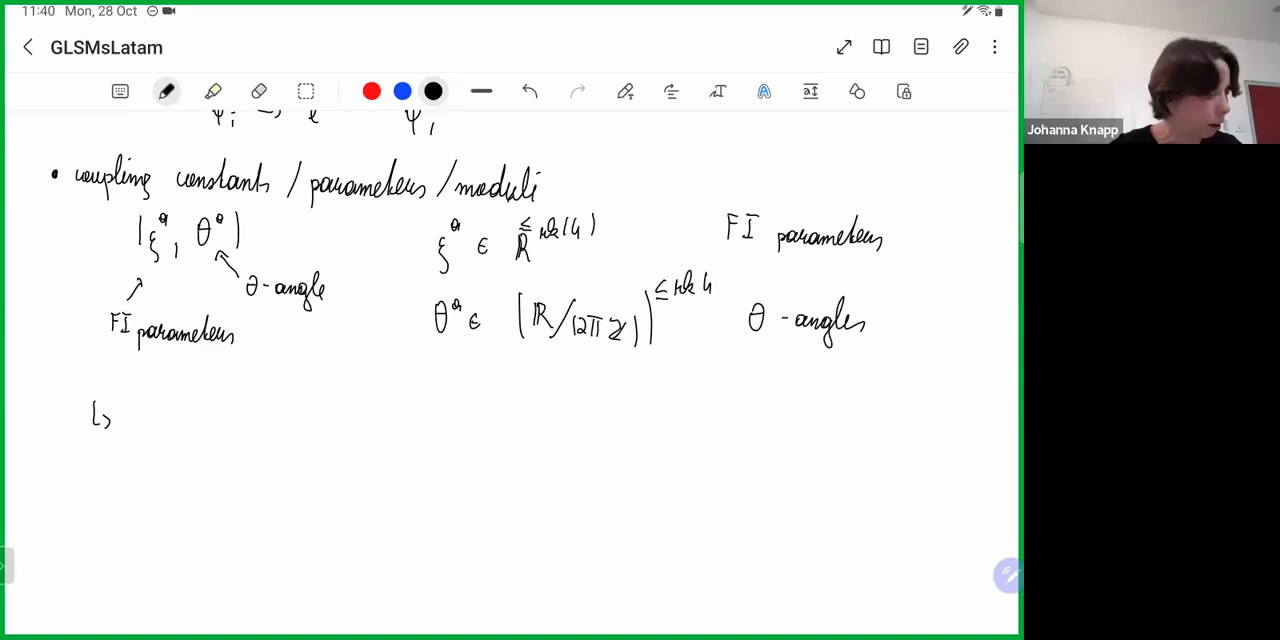 11:40 Mon, 28 Oct
GLSMsLatam
Johanna Knapp
• coupling constants / parameters / moduli
(ξ^a, θ^a)
ξ^a ∈ ℝ^{≤ rk(G)}
FI parameters
θ-angle
FI parameters
θ^a ∈ (ℝ/(2πℤ))^{≤ rk G}
θ-angles
↳